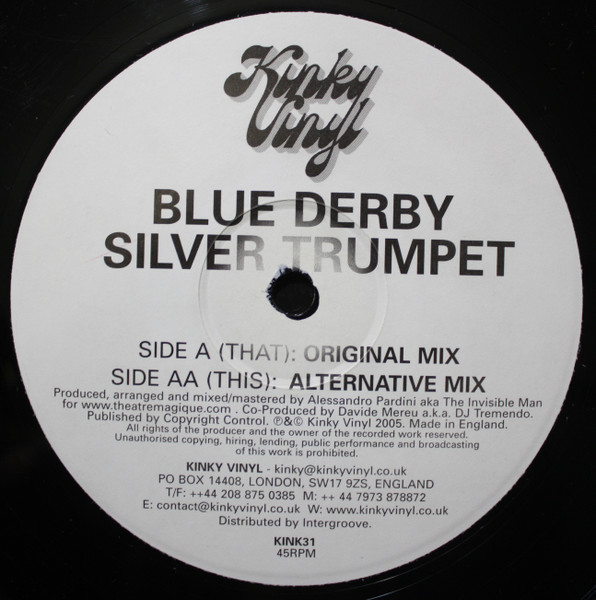 Kinky
Vinyl
BLUE DERBY
SILVER TRUMPET
SIDE A (THAT): ORIGINAL MIX
SIDE AA (THIS): ALTERNATIVE MIX
Produced, arranged and mixed/mastered by Alessandro Pardini aka The Invisible Man
for www.theatremagique.com . Co-Produced by Davide Mereu a.k.a. DJ Tremendo.
Published by Copyright Control. ℗&© Kinky Vinyl 2005. Made in England.
All rights of the producer and the owner of the recorded work reserved.
Unauthorised copying, hiring, lending, public performance and broadcasting
of this work is prohibited.
KINKY VINYL - kinky@kinkyvinyl.co.uk
PO BOX 14408, LONDON, SW17 9ZS, ENGLAND
T/F: ++44 208 875 0385 M: ++ 44 7973 878872
E: contact@kinkyvinyl.co.uk W: www.kinkyvinyl.co.uk
Distributed by Intergroove.
KINK31
45RPM